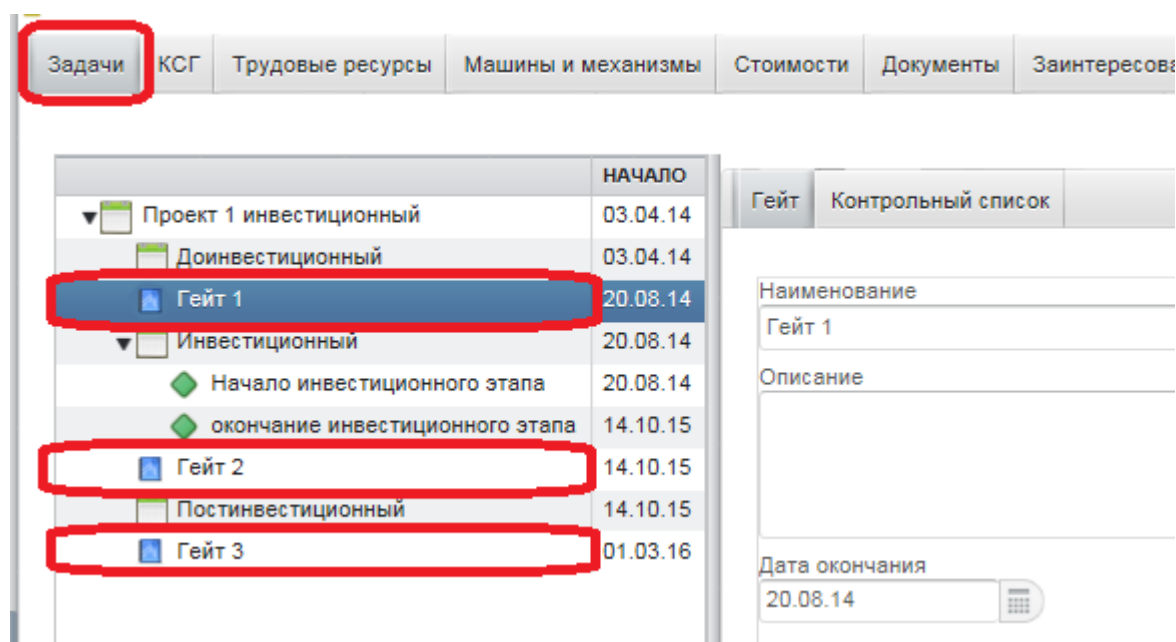 Задачи КСГ Трудовые ресурсы Машины и механизмы Стоимости Документы
НАЧАЛО
Проект 1 инвестиционный 03.04.14
Доинвестиционный 03.04.14
Гейт 1 20.08.14
Инвестиционный 20.08.14
Начало инвестиционного этапа 20.08.14
окончание инвестиционного этапа 14.10.15
Гейт 2 14.10.15
Постинвестиционный 14.10.15
Гейт 3 01.03.16
Гейт Контрольный список
Наименование
Гейт 1
Описание
Дата окончания
20.08.14